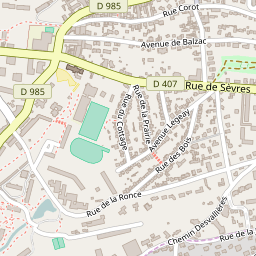 D 985
Rue Corot
Avenue de Balzac
D 407
Rue de Sèvres
D 985
Rue du Cottage
Rue de la Prairie
Avenue Legeay
Rue des Bois
Rue de la Ronce
Chemin Desvallières
Rue de la